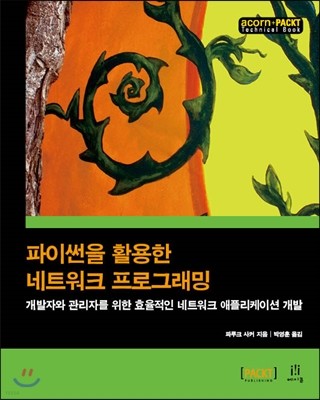 acorn+PACKT
Technical Book
파이썬을 활용한
네트워크 프로그래밍
개발자와 관리자를 위한 효율적인 네트워크 애플리케이션 개발
파루크 사커 지음 | 박영훈 옮김
[PACKT]
PUBLISHING